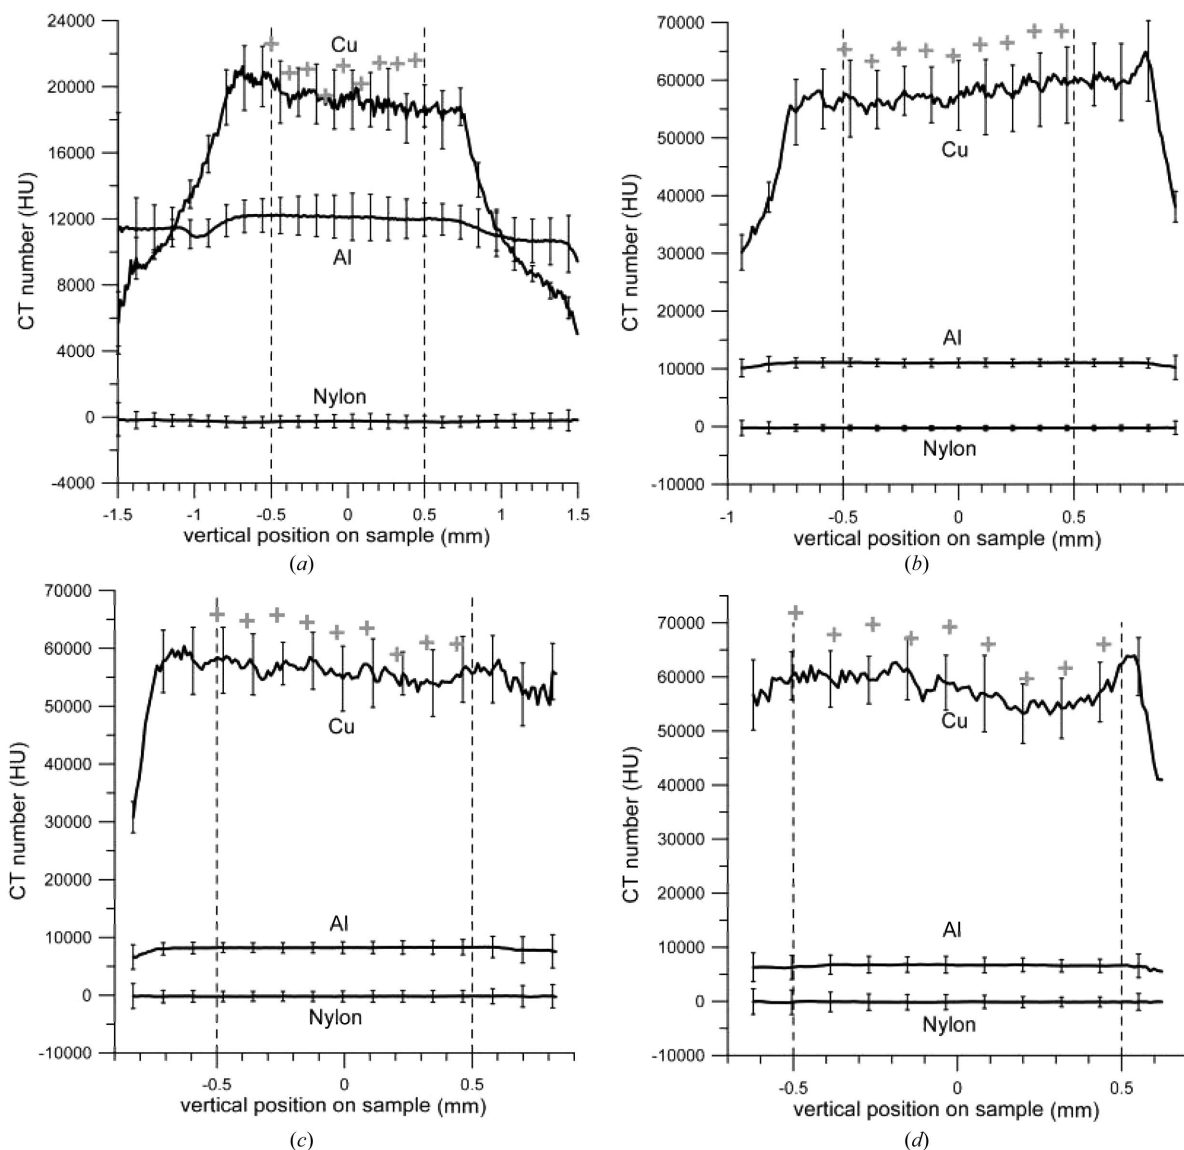 24000
20000
16000
12000
8000
4000
0
-4000
CT number (HU)
Cu
Al
Nylon
-1.5 -1 -0.5 0 0.5 1 1.5
vertical position on sample (mm)
(a)
70000
60000
50000
40000
30000
20000
10000
0
-10000
CT number (HU)
Cu
Al
Nylon
-1 -0.5 0 0.5
vertical position on sample (mm)
(b)
70000
60000
50000
40000
30000
20000
10000
0
-10000
CT number (HU)
Cu
Al
Nylon
-0.5 0 0.5
vertical position on sample (mm)
(c)
70000
60000
50000
40000
30000
20000
10000
0
-10000
CT number (HU)
Cu
Al
Nylon
-0.5 0 0.5
vertical position on sample (mm)
(d)